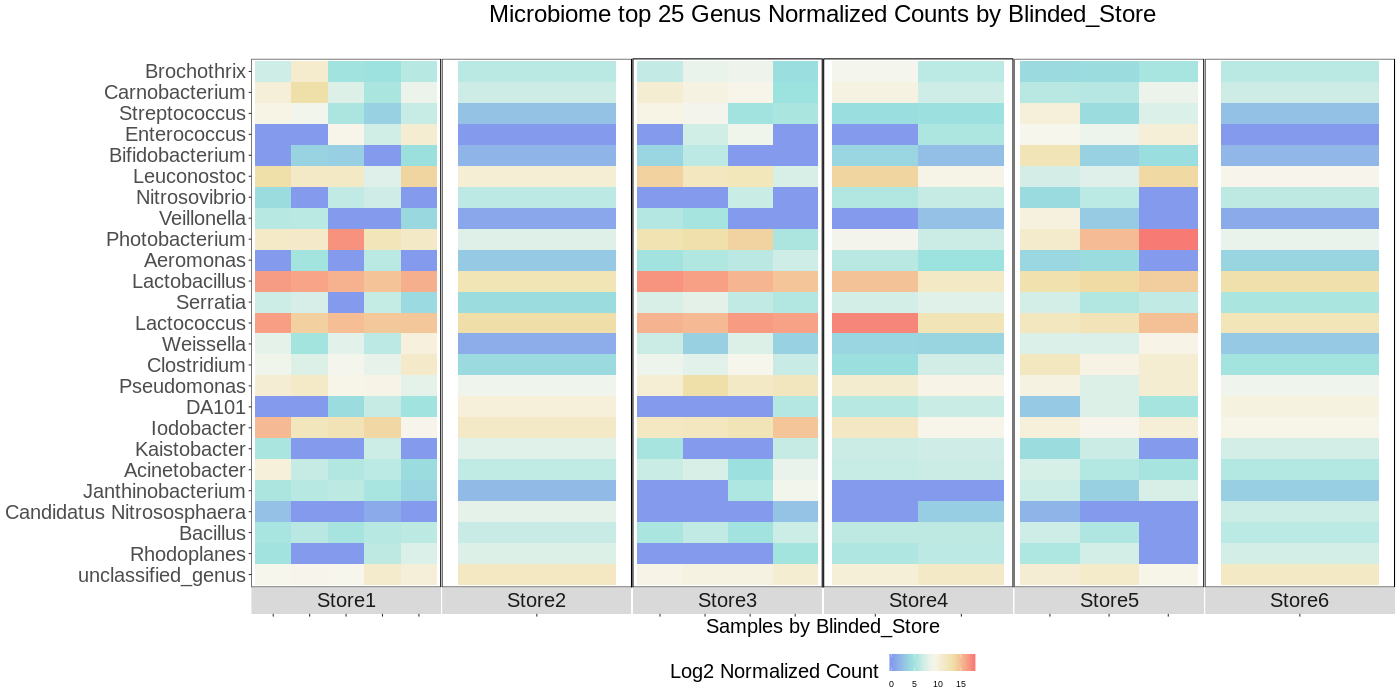 Microbiome top 25 Genus Normalized Counts by Blinded_Store
Brochothrix
Carnobacterium
Streptococcus
Enterococcus
Bifidobacterium
Leuconostoc
Nitrosovibrio
Veillonella
Photobacterium
Aeromonas
Lactobacillus
Serratia
Lactococcus
Weissella
Clostridium
Pseudomonas
DA101
Iodobacter
Kaistobacter
Acinetobacter
Janthinobacterium
Candidatus Nitrososphaera
Bacillus
Rhodoplanes
unclassified_genus
Store1 Store2 Store3 Store4 Store5 Store6
Samples by Blinded_Store
Log2 Normalized Count
0 5 10 15